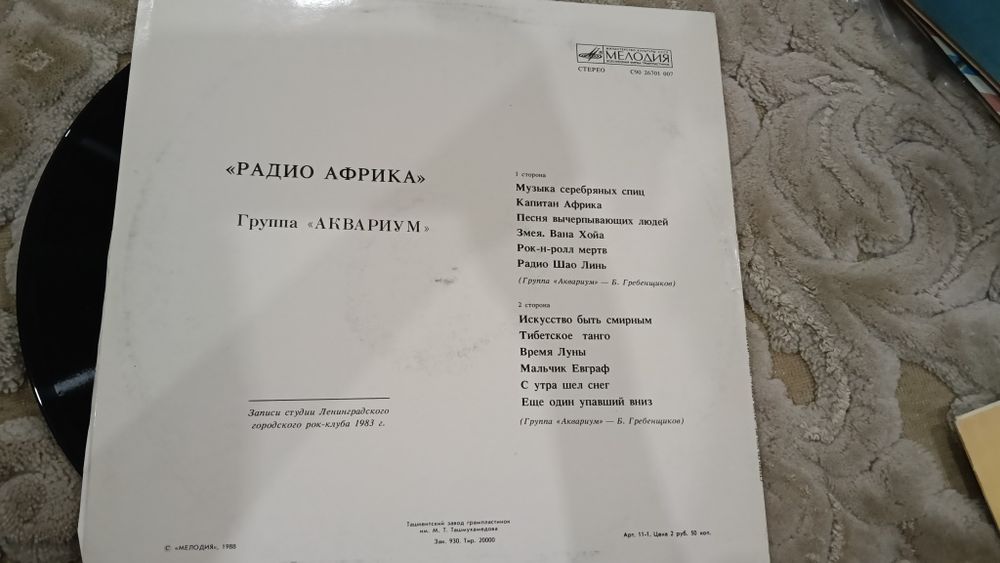 МЕЛОДИЯ
СТЕРЕО С90 26701 007
«РАДИО АФРИКА»
Группа «АКВАРИУМ»
1 сторона
Музыка серебряных спиц
Капитан Африка
Песня вычерпывающих людей
Змея. Вана Хойа
Рок-н-ролл мертв
Радио Шао Линь
(Группа «Аквариум» — Б. Гребенщиков)
2 сторона
Искусство быть смирным
Тибетское танго
Время Луны
Мальчик Евграф
С утра шел снег
Еще один упавший вниз
(Группа «Аквариум» — Б. Гребенщиков)
Записи студии Ленинградского
городского рок-клуба 1983 г.
© «МЕЛОДИЯ», 1988
Ташкентский завод грампластинок
им. М. Т. Ташмухамедова
Зак. 930. Тир. 20000
Арт. 11-1. Цена 2 руб. 50 коп.